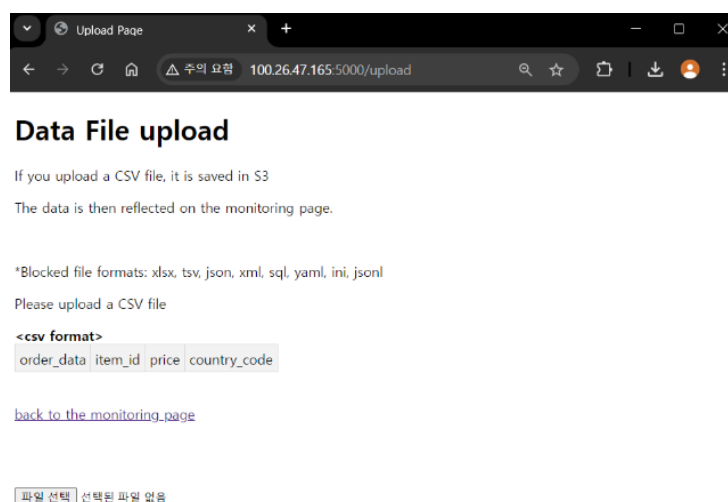 Upload Page
주의 요함 100.26.47.165:5000/upload
Data File upload
If you upload a CSV file, it is saved in S3
The data is then reflected on the monitoring page.
*Blocked file formats: xlsx, tsv, json, xml, sql, yaml, ini, jsonl
Please upload a CSV file
<csv format>
order_data item_id price country_code
back to the monitoring page
파일 선택 선택된 파일 없음